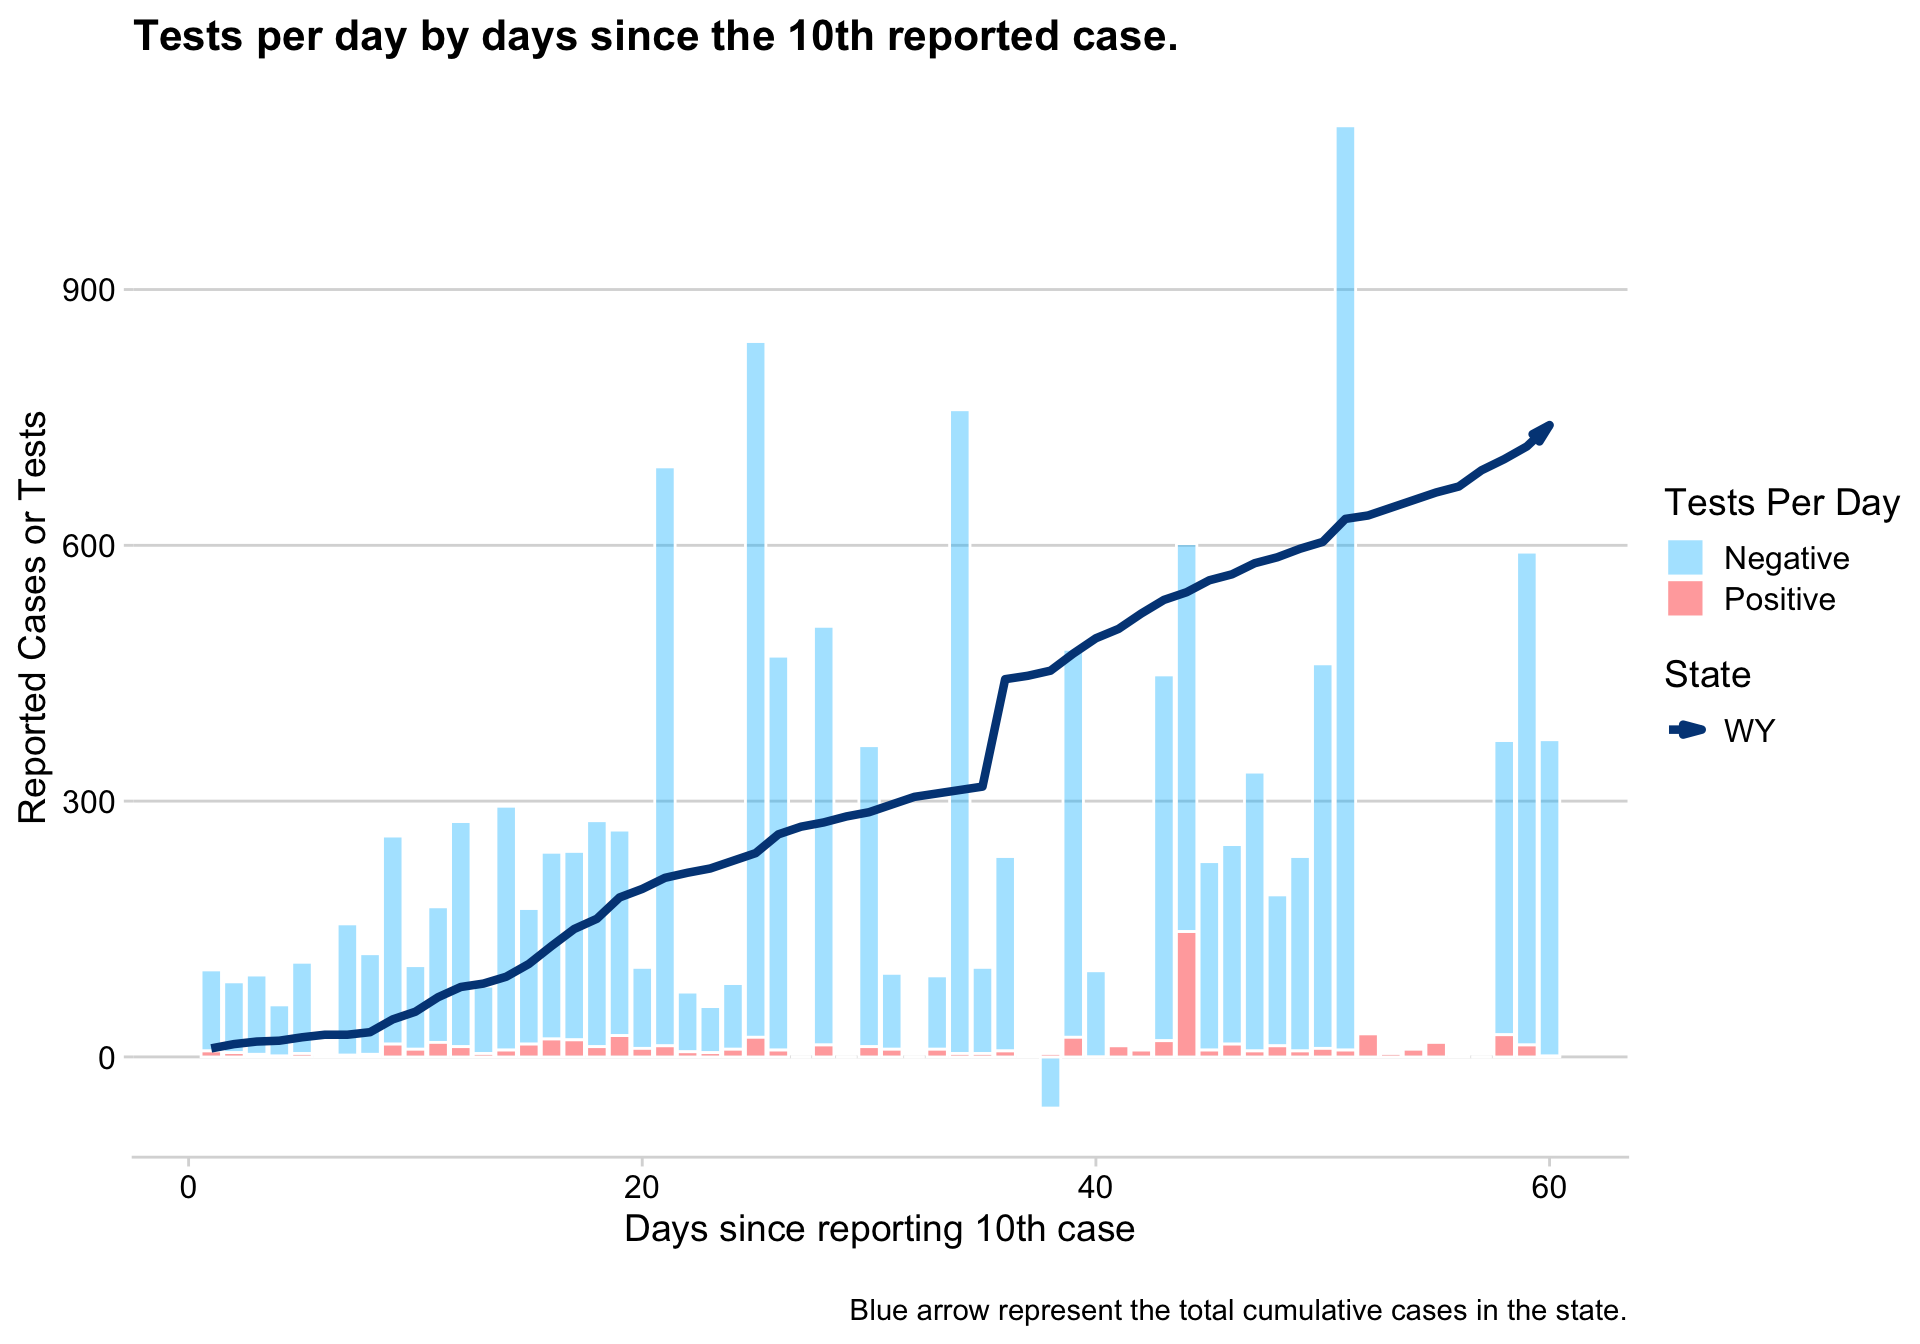 Tests per day by days since the 10th reported case.
900
600
300
0
Reported Cases or Tests
0 20 40 60
Days since reporting 10th case
Tests Per Day
Negative
Positive
State
WY
Blue arrow represent the total cumulative cases in the state.